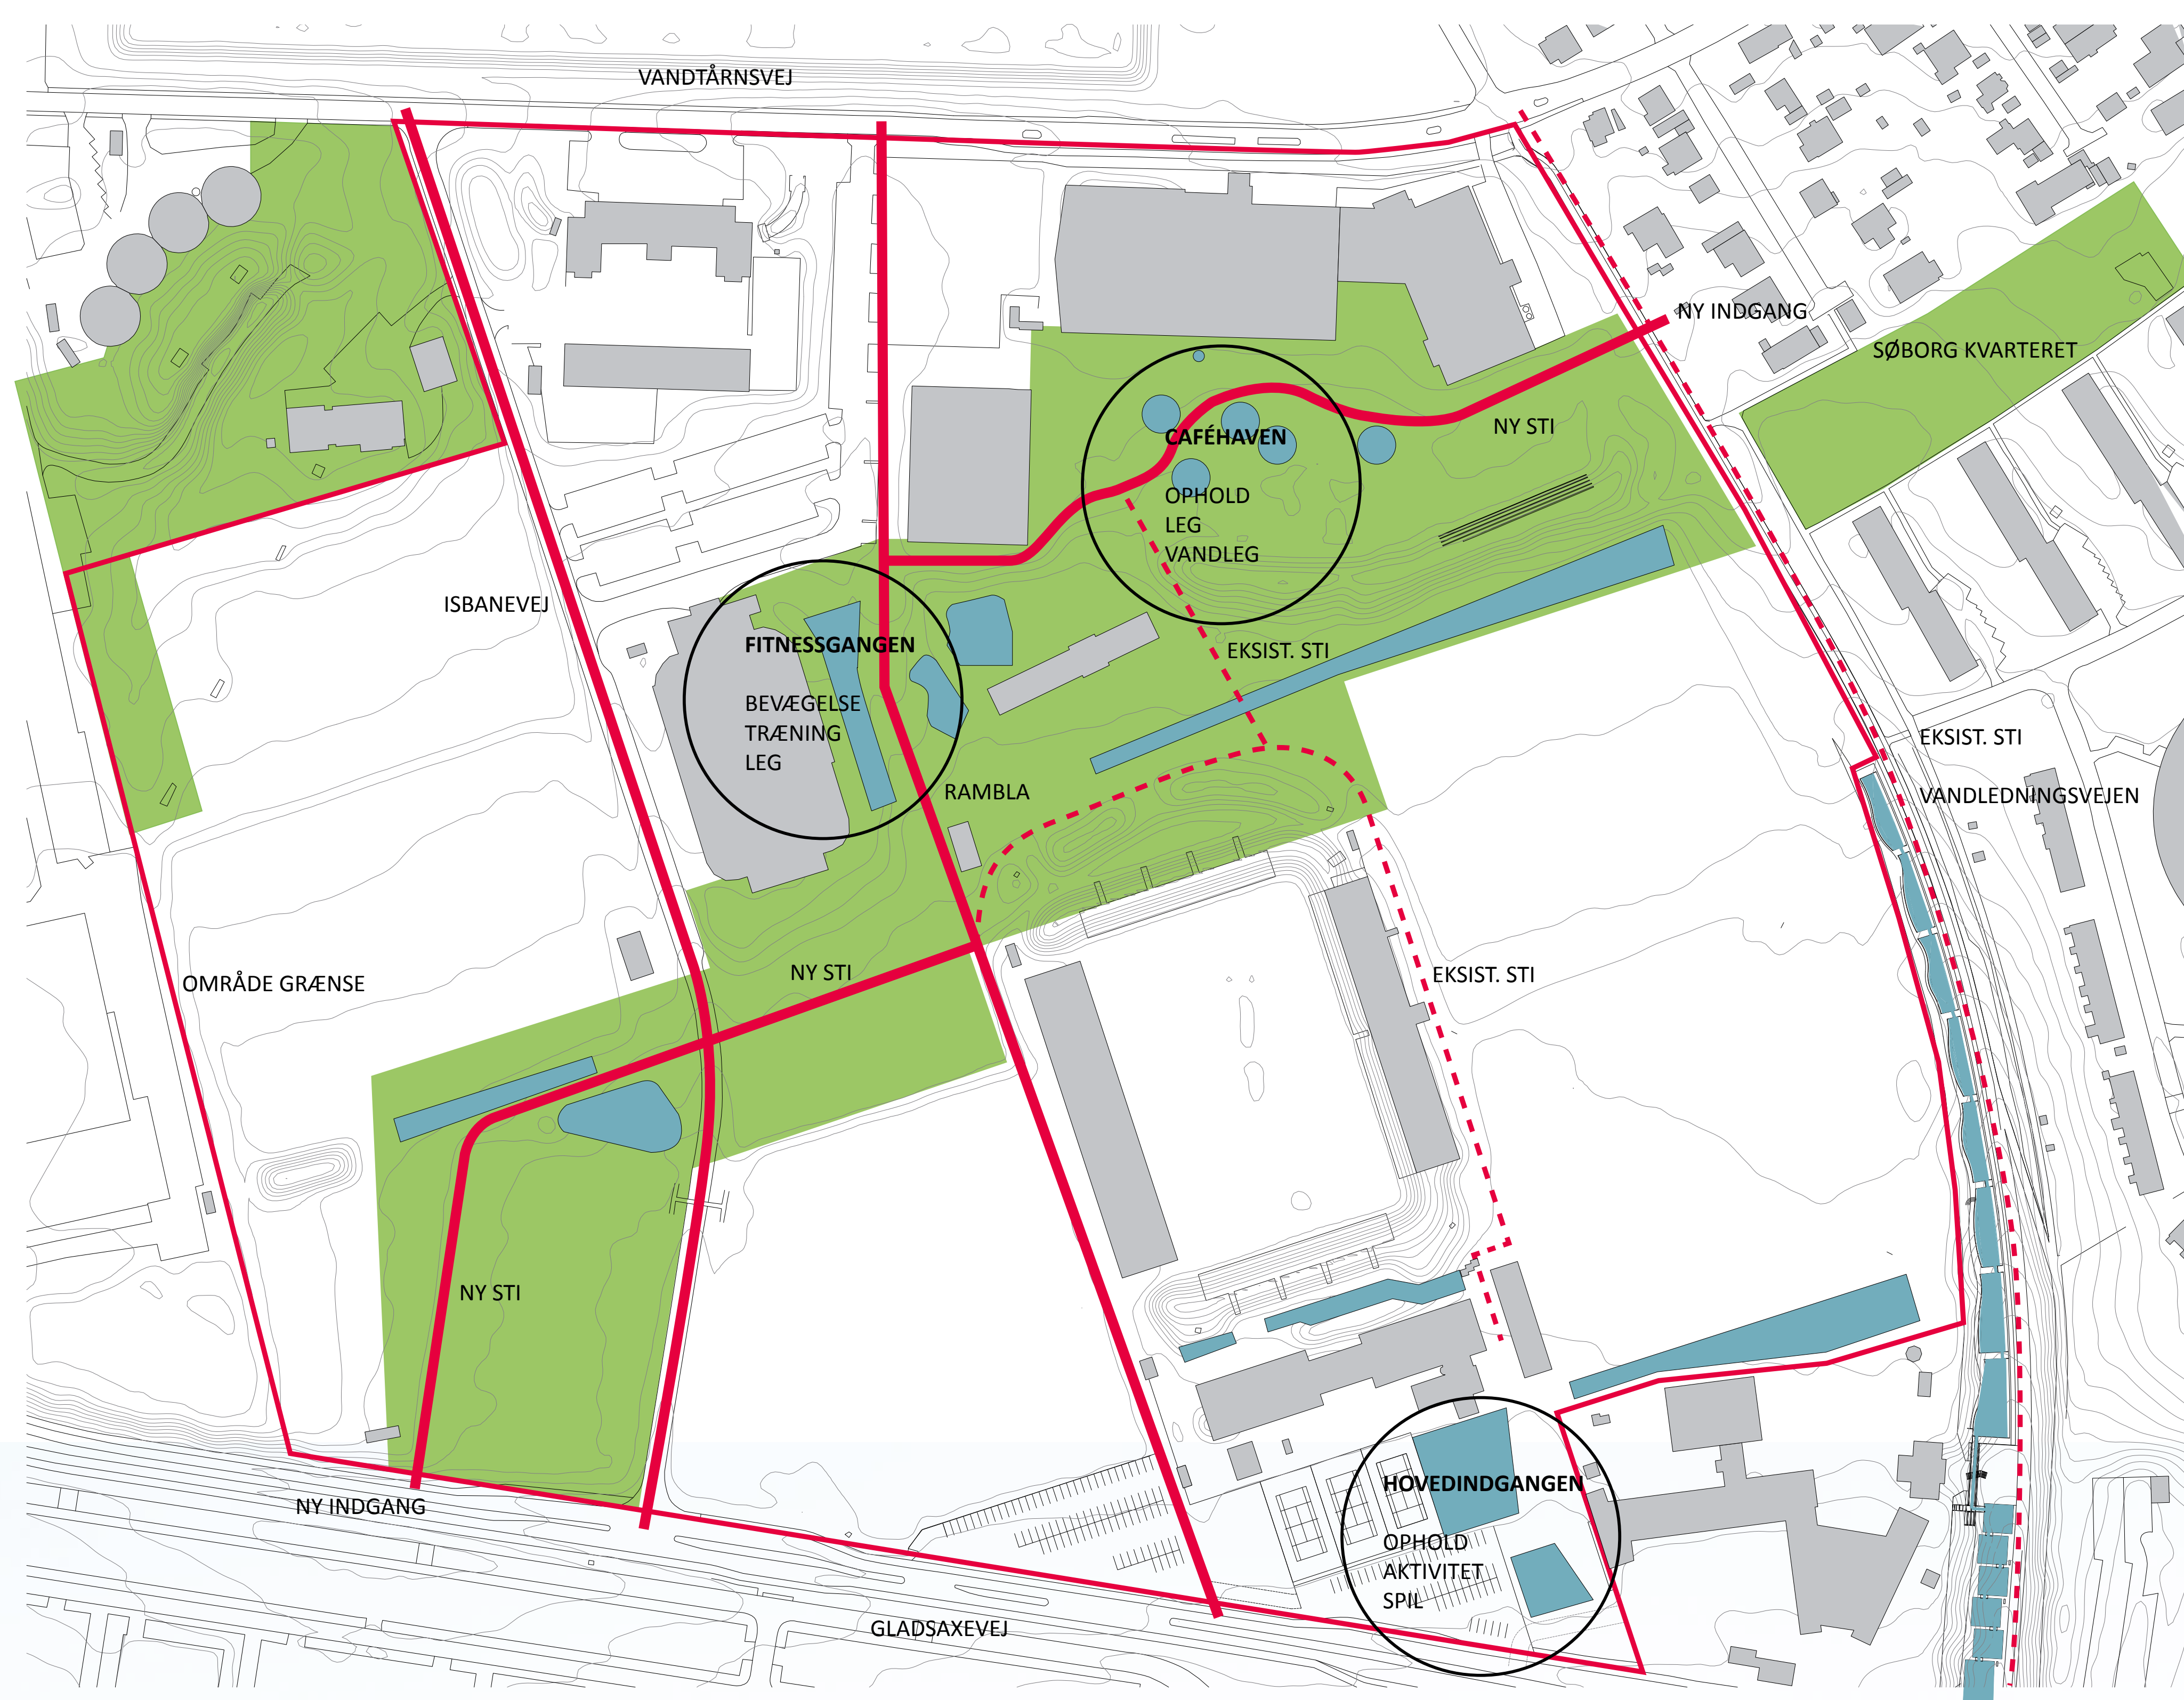 VANDTÅRNSVEJ
NY INDGANG
SØBORG KVARTERET
NY STI
CAFÉHAVEN
OPHOLD
LEG
VANDLEG
ISBANEVEJ
FITNESSGANGEN
BEVÆGELSE
TRÆNING
LEG
EKSIST. STI
RAMBLA
EKSIST. STI
VANDLEDNINGSVEJEN
NY STI
EKSIST. STI
OMRÅDE GRÆNSE
NY STI
NY INDGANG
HOVEDINDGANGEN
OPHOLD
AKTIVITET
SPIL
GLADSAXEVEJ